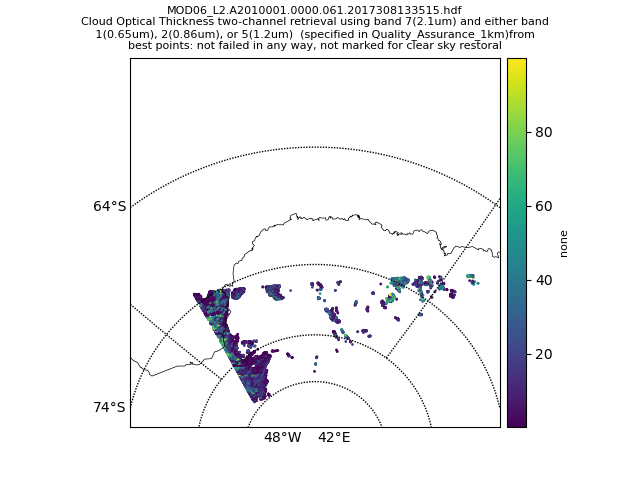 MOD06_L2.A2010001.0000.061.2017308133515.hdf
Cloud Optical Thickness two-channel retrieval using band 7(2.1um) and either band
1(0.65um), 2(0.86um), or 5(1.2um)  (specified in Quality_Assurance_1km)from
best points: not failed in any way, not marked for clear sky restoral
80
64°S
60
none
40
20
74°S
48°W 42°E